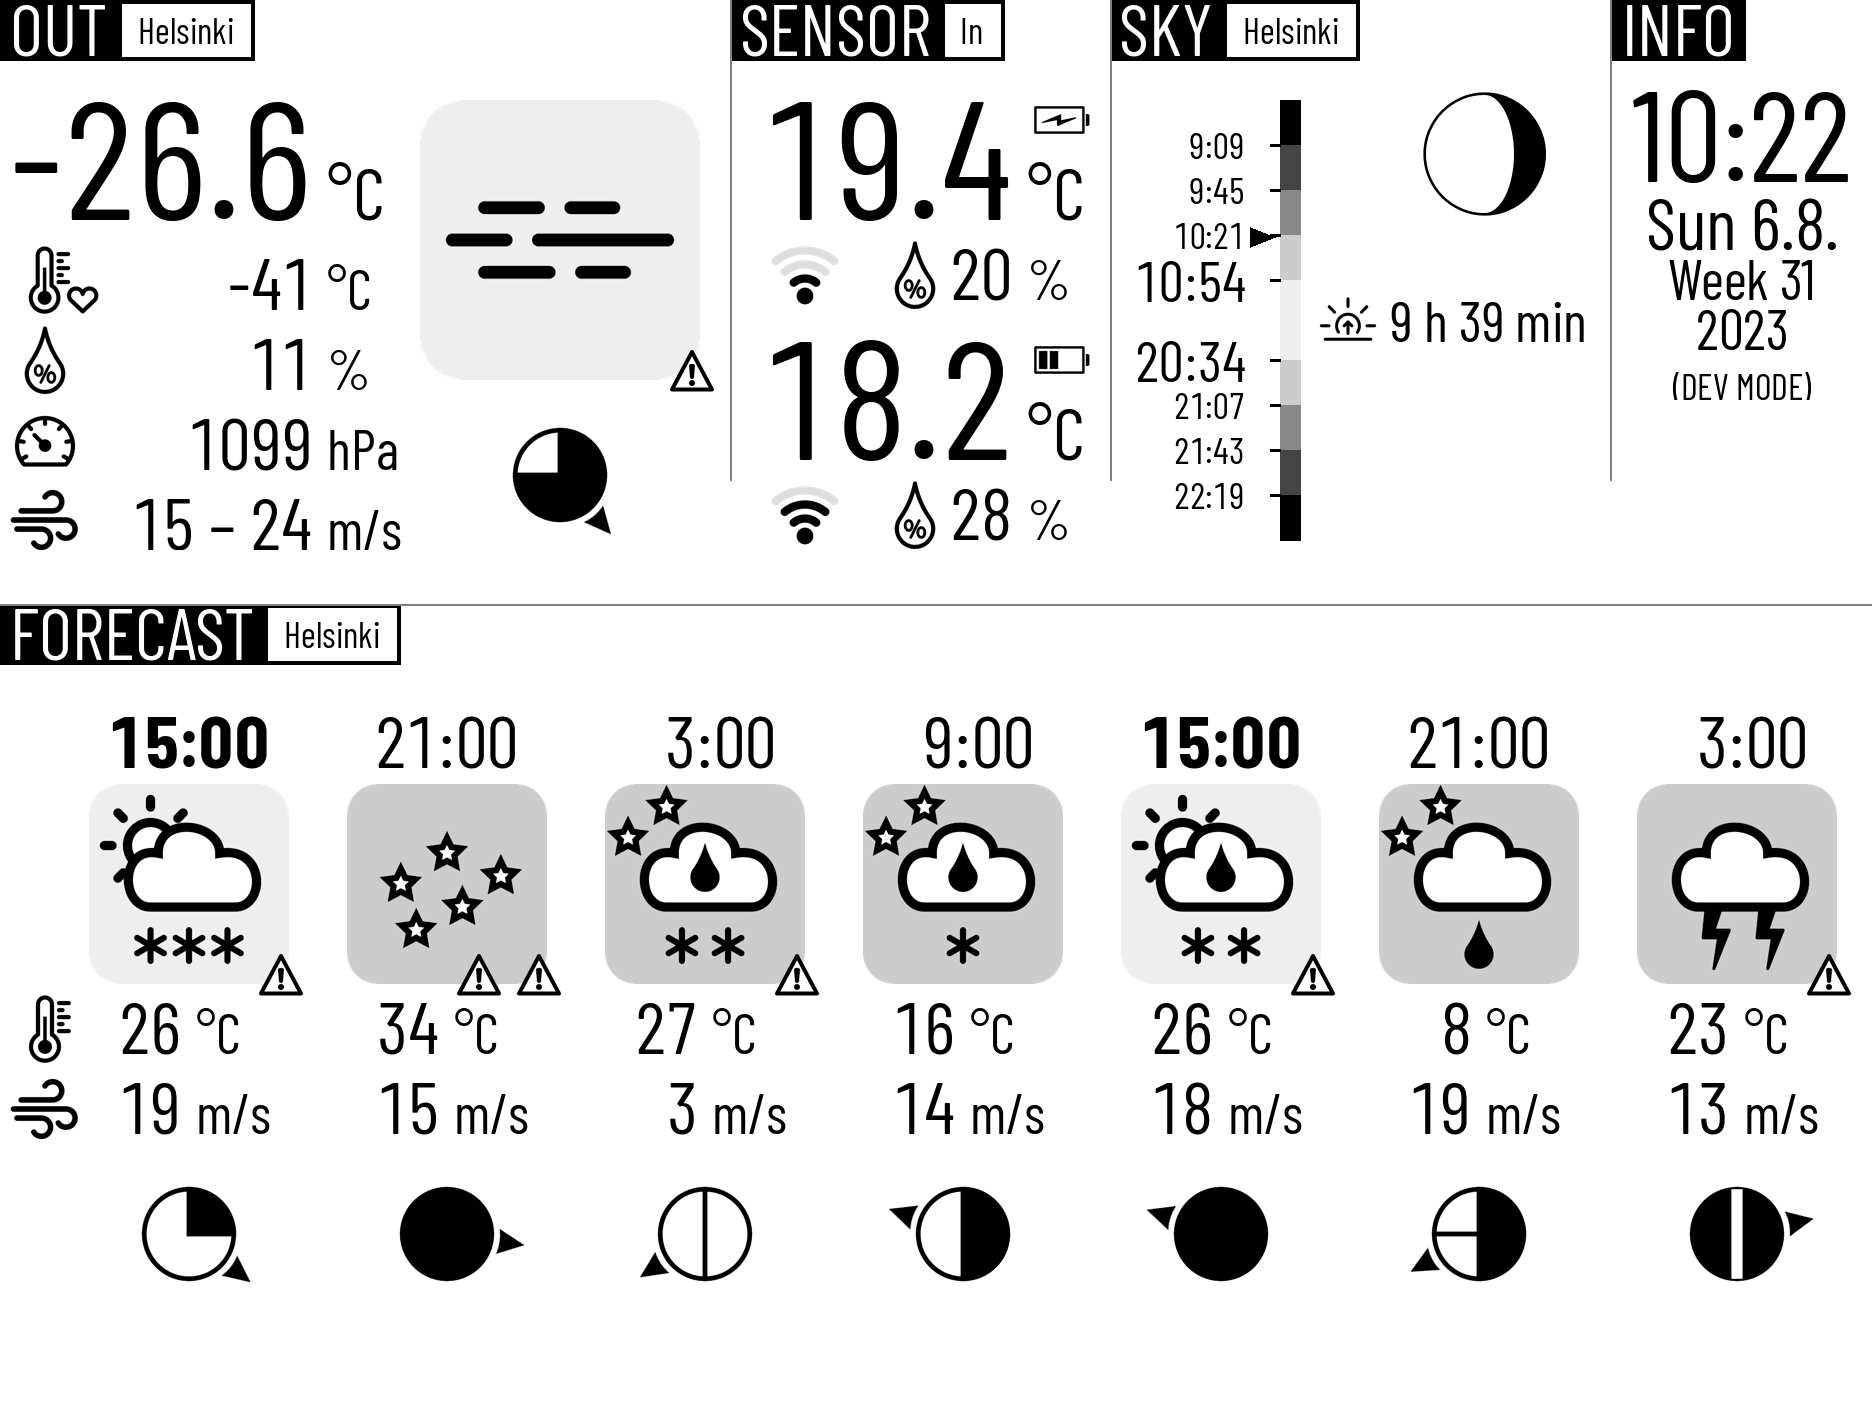 OUT Helsinki
-26.6 °C
-41 °C
% 11 %
1099 hPa
15 – 24 m/s
SENSOR In
19.4 °C
% 20 %
18.2 °C
% 28 %
SKY Helsinki
9:09
9:45
10:21
10:54
20:34
21:07
21:43
22:19
9 h 39 min
INFO
10:22
Sun 6.8.
Week 31
2023
(DEV MODE)
FORECAST Helsinki
15:00 21:00 3:00 9:00 15:00 21:00 3:00
26 °C 34 °C 27 °C 16 °C 26 °C 8 °C 23 °C
19 m/s 15 m/s 3 m/s 14 m/s 18 m/s 19 m/s 13 m/s